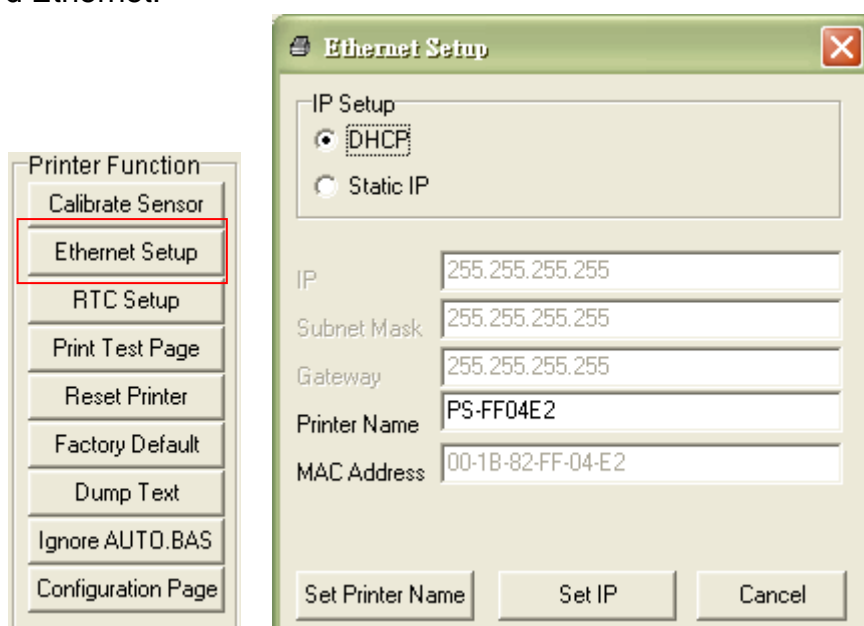 Ethernet.
Printer Function
Calibrate Sensor
Ethernet Setup
RTC Setup
Print Test Page
Reset Printer
Factory Default
Dump Text
Ignore AUTO.BAS
Configuration Page
Ethernet Setup
IP Setup
DHCP
Static IP
IP 255.255.255.255
Subnet Mask 255.255.255.255
Gateway 255.255.255.255
Printer Name PS-FF04E2
MAC Address 00-1B-82-FF-04-E2
Set Printer Name Set IP Cancel